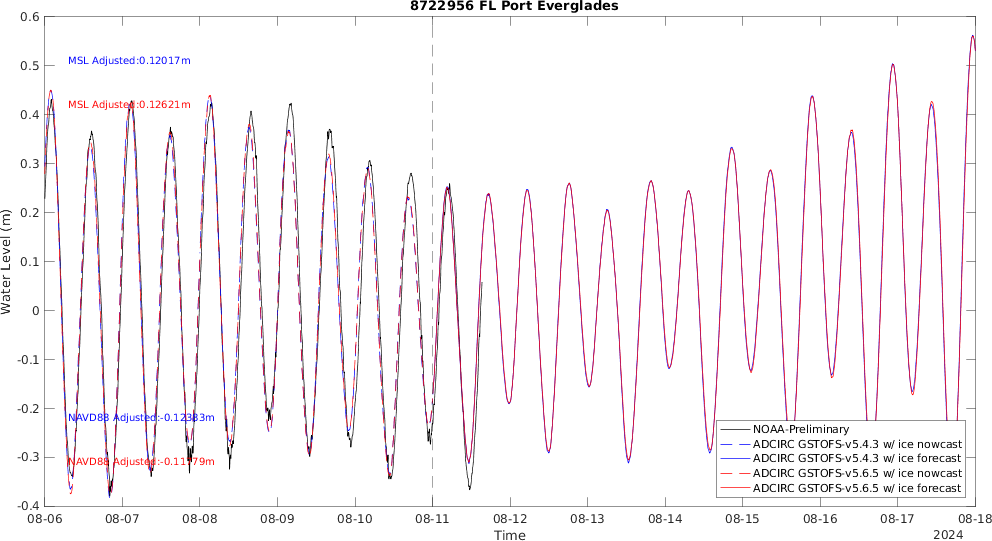 8722956 FL Port Everglades
0.6
0.5
0.4
0.3
0.2
0.1
0
-0.1
-0.2
-0.3
-0.4
Water Level (m)
MSL Adjusted:0.12017m
MSL Adjusted:0.12621m
NAVD88 Adjusted:-0.12383m
NAVD88 Adjusted:-0.11779m
NOAA-Preliminary
ADCIRC GSTOFS-v5.4.3 w/ ice nowcast
ADCIRC GSTOFS-v5.4.3 w/ ice forecast
ADCIRC GSTOFS-v5.6.5 w/ ice nowcast
ADCIRC GSTOFS-v5.6.5 w/ ice forecast
08-06 08-07 08-08 08-09 08-10 08-11 08-12 08-13 08-14 08-15 08-16 08-17 08-18
Time
2024